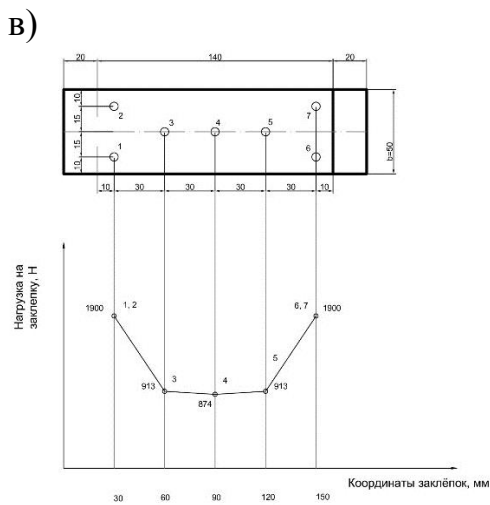 в)
20 140 20
10
15
15
10
2 7
3 4 5
1 6
b=50
10 30 30 30 30 10
Нагрузка на
заклепку, Н
1900 1, 2 6, 7 1900
3 4 5
913 874 913
Координаты заклёпок, мм
30 60 90 120 150